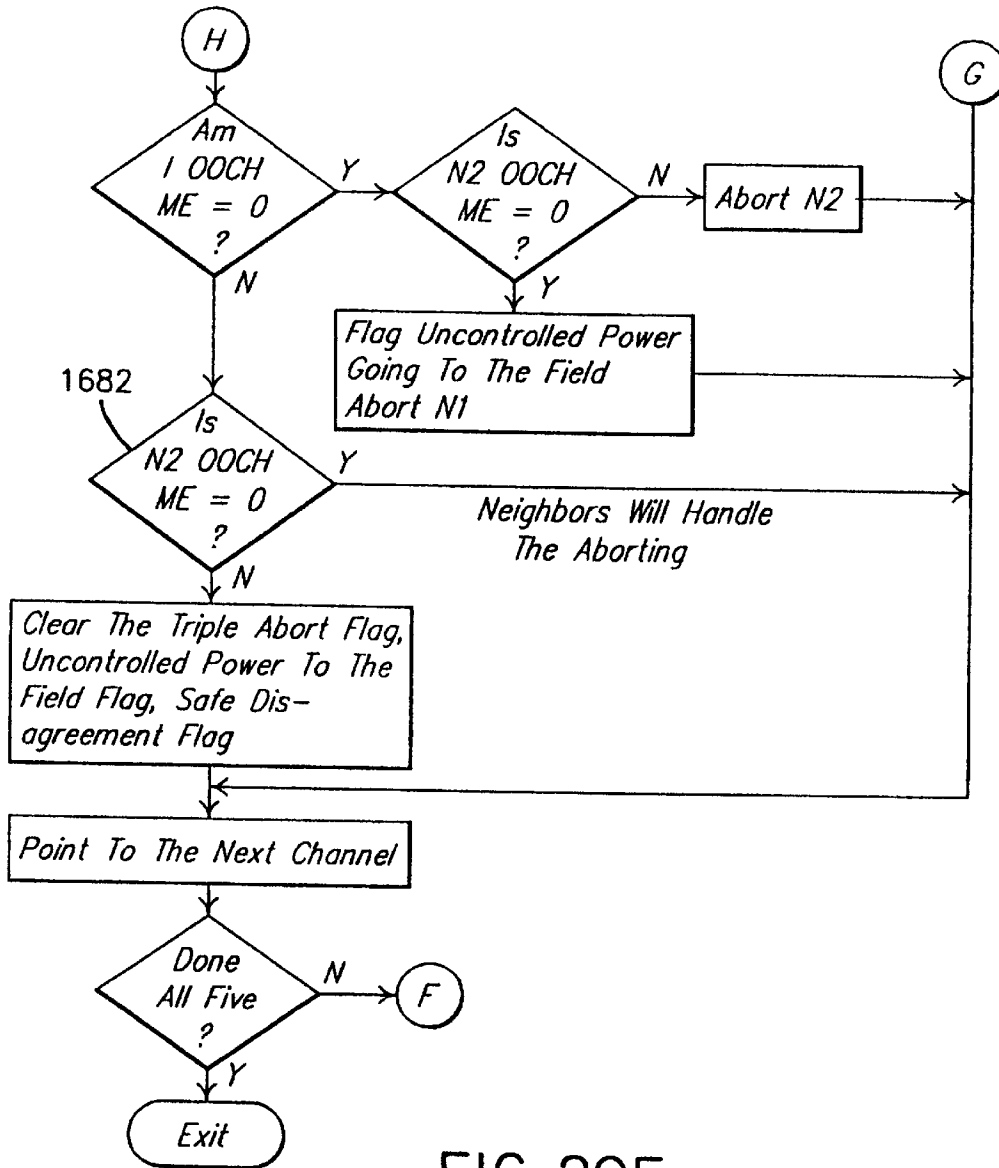 H
G
Am
I OOCH
ME = 0
?
Y
Is
N2 OOCH
ME = 0
?
N
Abort N2
N
Y
Flag Uncontrolled Power
Going To The Field
Abort N1
1682
Is
N2 OOCH
ME = 0
?
Y
Neighbors Will Handle
The Aborting
N
Clear The Triple Abort Flag,
Uncontrolled Power To The
Field Flag, Safe Dis-
agreement Flag
Point To The Next Channel
Done
All Five
?
N
F
Y
Exit